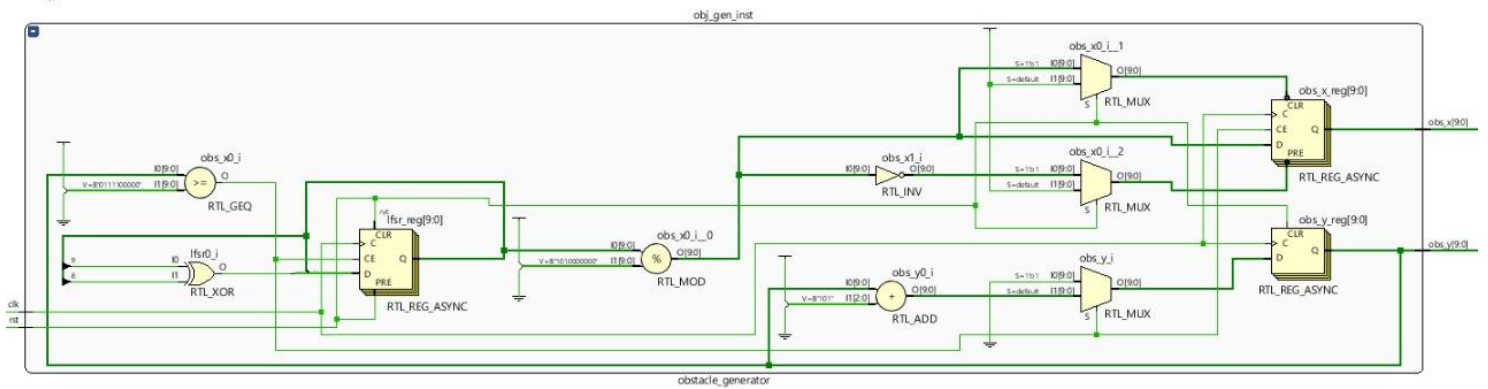 obj_gen_inst
obs_x0_i__1
S=1'b1 I0[9:0]
S=default I1[9:0]
O[9:0]
S
RTL_MUX
obs_x_reg[9:0]
CLR
C
CE
D
Q
PRE
RTL_REG_ASYNC
obs_x[9:0]
obs_x0_i
I0[9:0]
V=B"0111100000" I1[9:0]
>=
O
RTL_GEQ
obs_x1_i
I0[9:0]
O[9:0]
RTL_INV
obs_x0_i__2
S=1'b1 I0[9:0]
S=default I1[9:0]
O[9:0]
S
RTL_MUX
rst
lfsr_reg[9:0]
CLR
C
CE
D
Q
PRE
RTL_REG_ASYNC
lfsr0_i
9
8
I0
I1
O
RTL_XOR
obs_x0_i__0
I0[9:0]
V=B"1010000000" I1[9:0]
%
O[9:0]
RTL_MOD
obs_y_reg[9:0]
CLR
C
D
Q
RTL_REG_ASYNC
obs_y[9:0]
obs_y0_i
I0[9:0]
V=B"101" I1[2:0]
+
O[9:0]
RTL_ADD
obs_y_i
S=1'b1 I0[9:0]
S=default I1[9:0]
O[9:0]
S
RTL_MUX
clk
rst
obstacle_generator